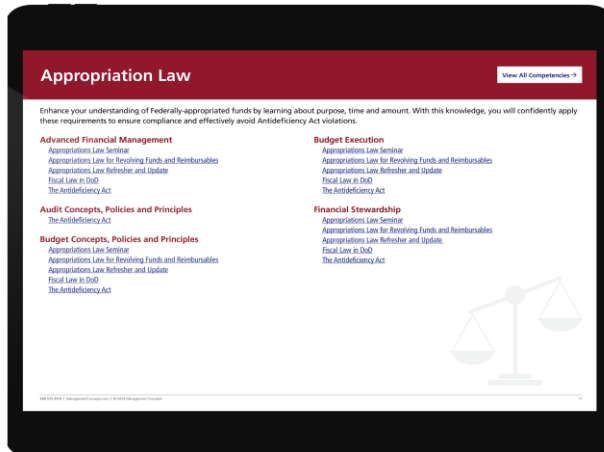 Appropriation Law
View All Competencies →
Enhance your understanding of Federally-appropriated funds by learning about purpose, time and amount. With this knowledge, you will confidently apply
these requirements to ensure compliance and effectively avoid Antideficiency Act violations.
Advanced Financial Management
Appropriations Law Seminar
Appropriations Law for Revolving Funds and Reimbursables
Appropriations Law Refresher and Update
Fiscal Law in DoD
The Antideficiency Act
Audit Concepts, Policies and Principles
The Antideficiency Act
Budget Concepts, Policies and Principles
Appropriations Law Seminar
Appropriations Law for Revolving Funds and Reimbursables
Appropriations Law Refresher and Update
Fiscal Law in DoD
The Antideficiency Act
Budget Execution
Appropriations Law Seminar
Appropriations Law for Revolving Funds and Reimbursables
Appropriations Law Refresher and Update
Fiscal Law in DoD
The Antideficiency Act
Financial Stewardship
Appropriations Law Seminar
Appropriations Law for Revolving Funds and Reimbursables
Appropriations Law Refresher and Update
Fiscal Law in DoD
The Antideficiency Act